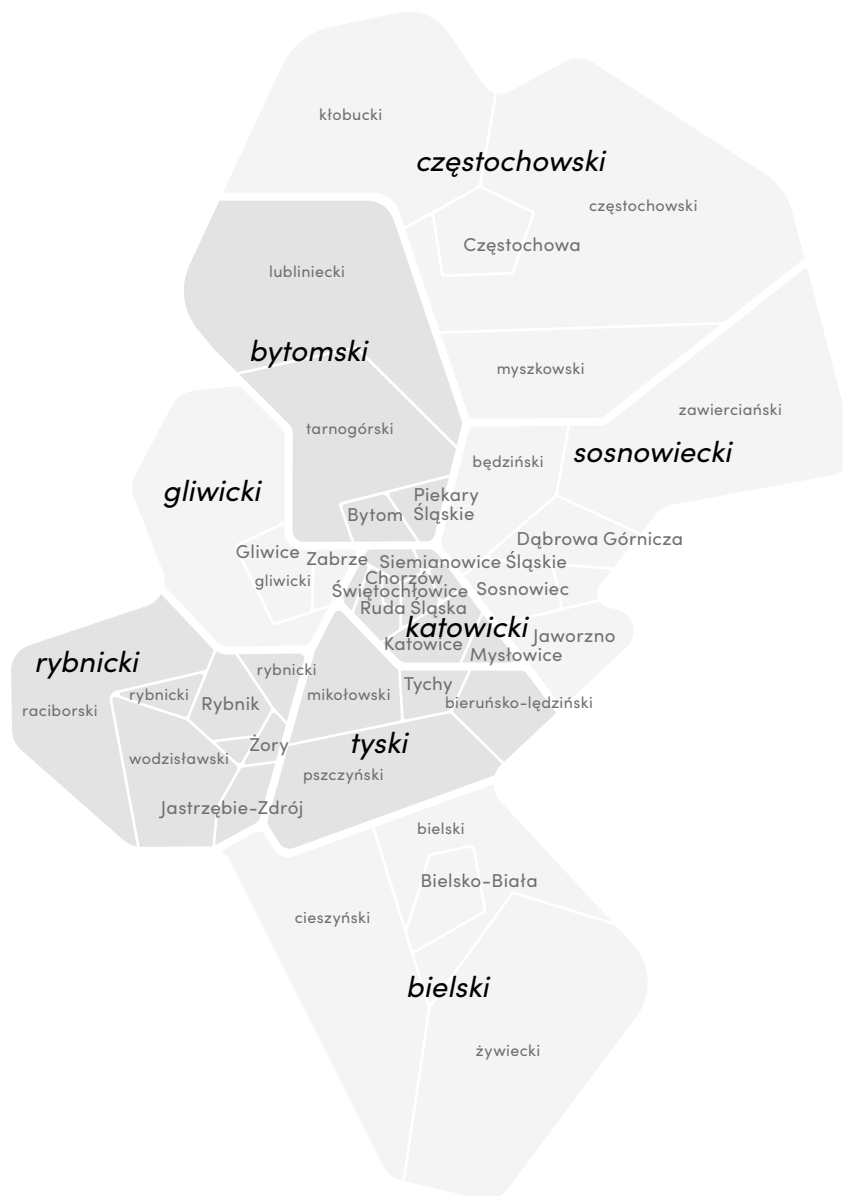 kłobucki
częstochowski
częstochowski
Częstochowa
lubliniecki
bytomski
myszkowski
zawierciański
tarnogórski
sosnowiecki
będziński
gliwicki
Piekary
Śląskie
Bytom
Dąbrowa Górnicza
Gliwice
Zabrze
Siemianowice Śląskie
gliwicki
Chorzów
Świętochłowice
Sosnowiec
Ruda Śląska
katowicki
Jaworzno
Katowice
Mysłowice
rybnicki
rybnicki
Tychy
rybnicki
mikołowski
Rybnik
bieruńsko-lędziński
raciborski
Żory
tyski
wodzisławski
pszczyński
Jastrzębie-Zdrój
bielski
Bielsko-Biała
cieszyński
bielski
żywiecki